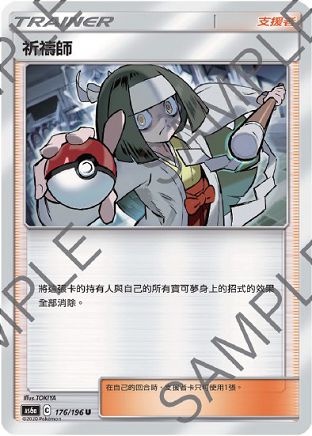 TRAINER
支援者
祈禱師
將這張卡的持有人與自己的所有寶可夢身上的招式的效果
全部消除。
Illus.TOKIYA
在自己的回合時,支援者卡只可使用1張。
C 176/196 U
©2020 Pokémon
SAMPLE
SAMPLE
SAMPLE
SAMPLE